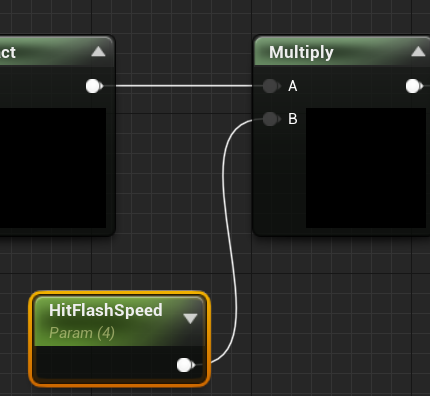 ct
Multiply
A
B
HitFlashSpeed
Param (4)